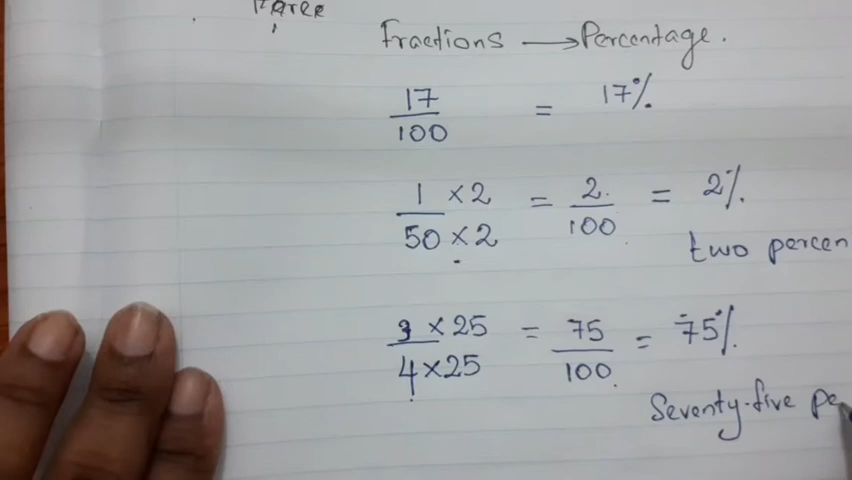 Fractions → Percentage.
17/100 = 17%
1 × 2 / 50 × 2 = 2/100 = 2%
two percen
3 × 25 / 4 × 25 = 75/100 = 75%
Seventy-five pe